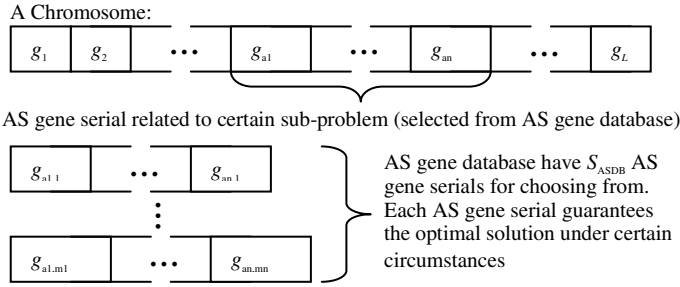 A Chromosome:
g1 g2 ••• ga1 ••• gan ••• gL
AS gene serial related to certain sub-problem (selected from AS gene database)
ga1.1 ••• gan.1
AS gene database have SASDB AS
gene serials for choosing from.
Each AS gene serial guarantees
the optimal solution under certain
circumstances
ga1.m1 ••• gan.mn